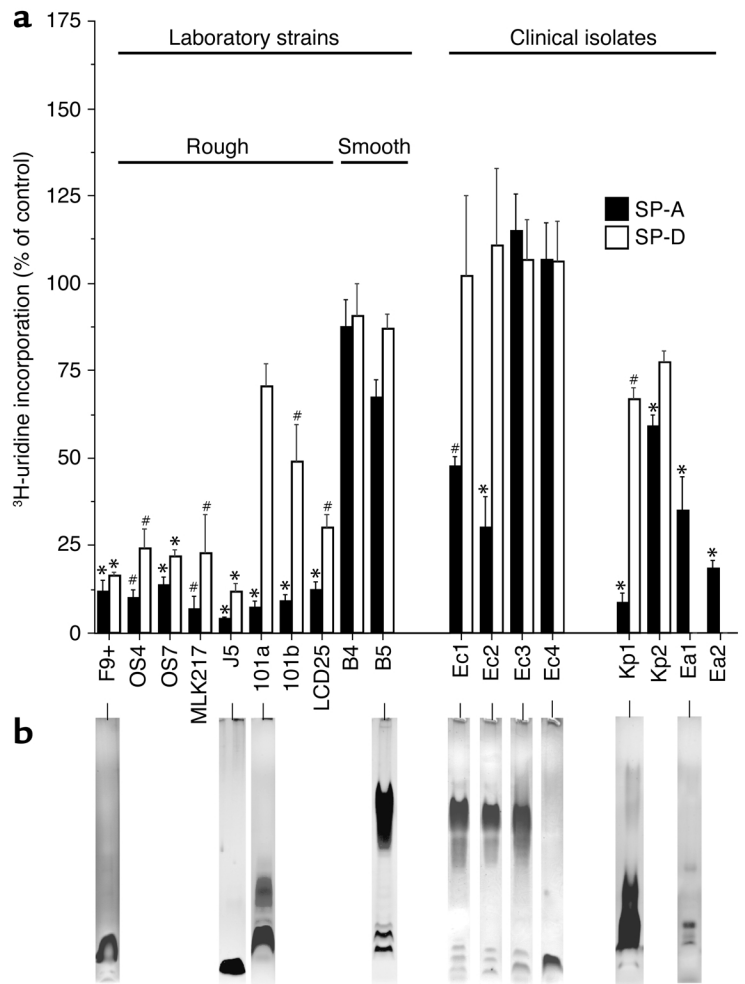 a
Laboratory strains
Clinical isolates
Rough
Smooth
SP-A
SP-D
³H-uridine incorporation (% of control)
175
150
125
100
75
50
25
0
* * # # * * # # * * * * # * # # * * # * * *
F9+ OS4 OS7 MLK217 J5 101a 101b LCD25 B4 B5 Ec1 Ec2 Ec3 Ec4 Kp1 Kp2 Ea1 Ea2
b